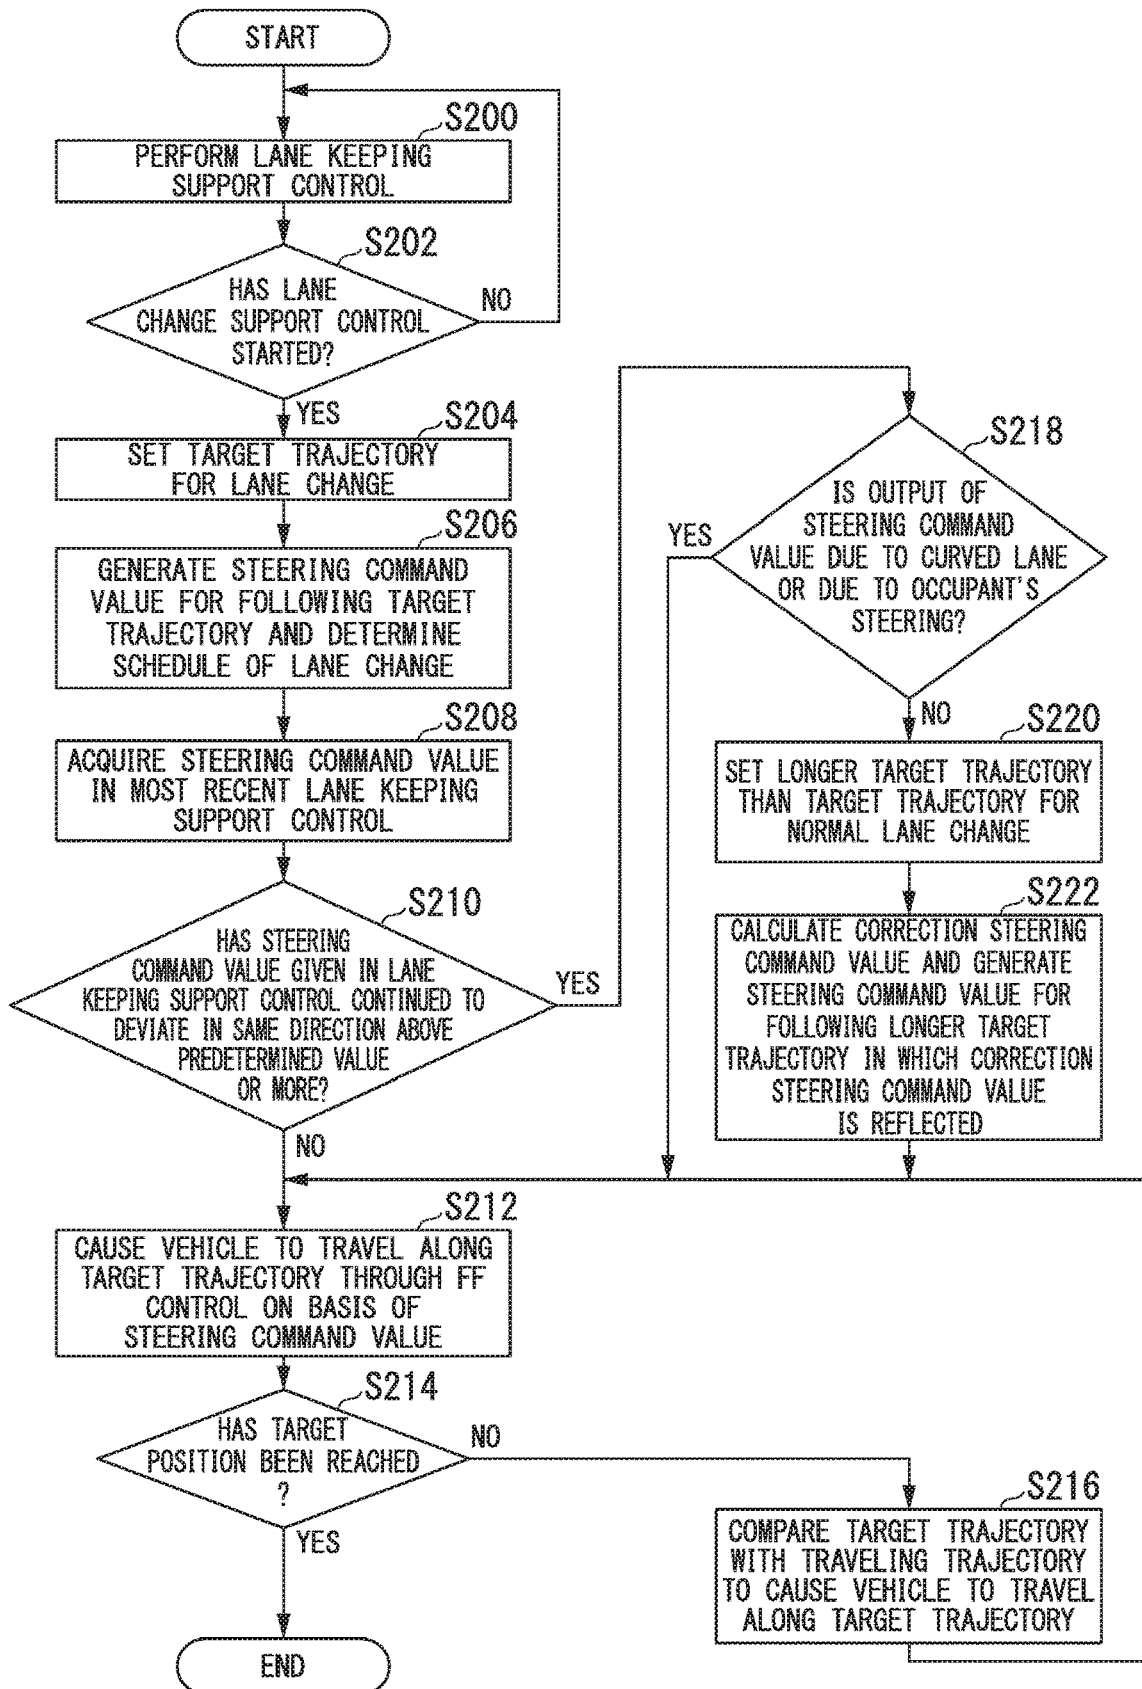 START
S200
PERFORM LANE KEEPING
SUPPORT CONTROL
S202
HAS LANE
CHANGE SUPPORT CONTROL
STARTED?
NO
YES
S204
SET TARGET TRAJECTORY
FOR LANE CHANGE
S206
GENERATE STEERING COMMAND
VALUE FOR FOLLOWING TARGET
TRAJECTORY AND DETERMINE
SCHEDULE OF LANE CHANGE
S208
ACQUIRE STEERING COMMAND VALUE
IN MOST RECENT LANE KEEPING
SUPPORT CONTROL
S210
HAS STEERING
COMMAND VALUE GIVEN IN LANE
KEEPING SUPPORT CONTROL CONTINUED TO
DEVIATE IN SAME DIRECTION ABOVE
PREDETERMINED VALUE
OR MORE?
YES
NO
S218
IS OUTPUT OF
STEERING COMMAND
VALUE DUE TO CURVED LANE
OR DUE TO OCCUPANT'S
STEERING?
YES
NO
S220
SET LONGER TARGET TRAJECTORY
THAN TARGET TRAJECTORY FOR
NORMAL LANE CHANGE
S222
CALCULATE CORRECTION STEERING
COMMAND VALUE AND GENERATE
STEERING COMMAND VALUE FOR
FOLLOWING LONGER TARGET
TRAJECTORY IN WHICH CORRECTION
STEERING COMMAND VALUE
IS REFLECTED
S212
CAUSE VEHICLE TO TRAVEL ALONG
TARGET TRAJECTORY THROUGH FF
CONTROL ON BASIS OF
STEERING COMMAND VALUE
S214
HAS TARGET
POSITION BEEN REACHED
?
NO
YES
S216
COMPARE TARGET TRAJECTORY
WITH TRAVELING TRAJECTORY
TO CAUSE VEHICLE TO TRAVEL
ALONG TARGET TRAJECTORY
END